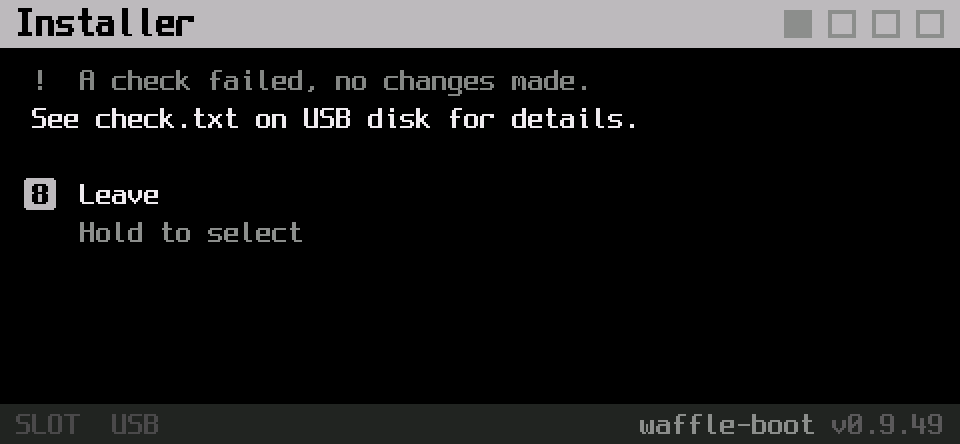 Installer
! A check failed, no changes made.
See check.txt on USB disk for details.
8 Leave
Hold to select
SLOT USB waffle-boot v0.9.49